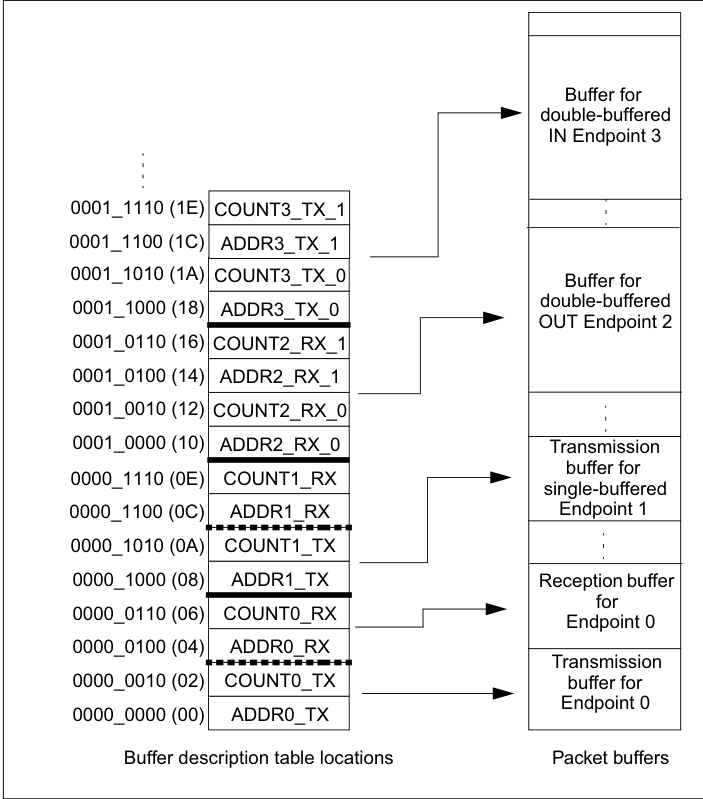 Buffer for
double-buffered
IN Endpoint 3
0001_1110 (1E) COUNT3_TX_1
0001_1100 (1C) ADDR3_TX_1
0001_1010 (1A) COUNT3_TX_0
0001_1000 (18) ADDR3_TX_0
0001_0110 (16) COUNT2_RX_1
0001_0100 (14) ADDR2_RX_1
0001_0010 (12) COUNT2_RX_0
0001_0000 (10) ADDR2_RX_0
0000_1110 (0E) COUNT1_RX
0000_1100 (0C) ADDR1_RX
0000_1010 (0A) COUNT1_TX
0000_1000 (08) ADDR1_TX
0000_0110 (06) COUNT0_RX
0000_0100 (04) ADDR0_RX
0000_0010 (02) COUNT0_TX
0000_0000 (00) ADDR0_TX
Buffer for
double-buffered
OUT Endpoint 2
Transmission
buffer for
single-buffered
Endpoint 1
Reception buffer
for
Endpoint 0
Transmission
buffer for
Endpoint 0
Buffer description table locations
Packet buffers